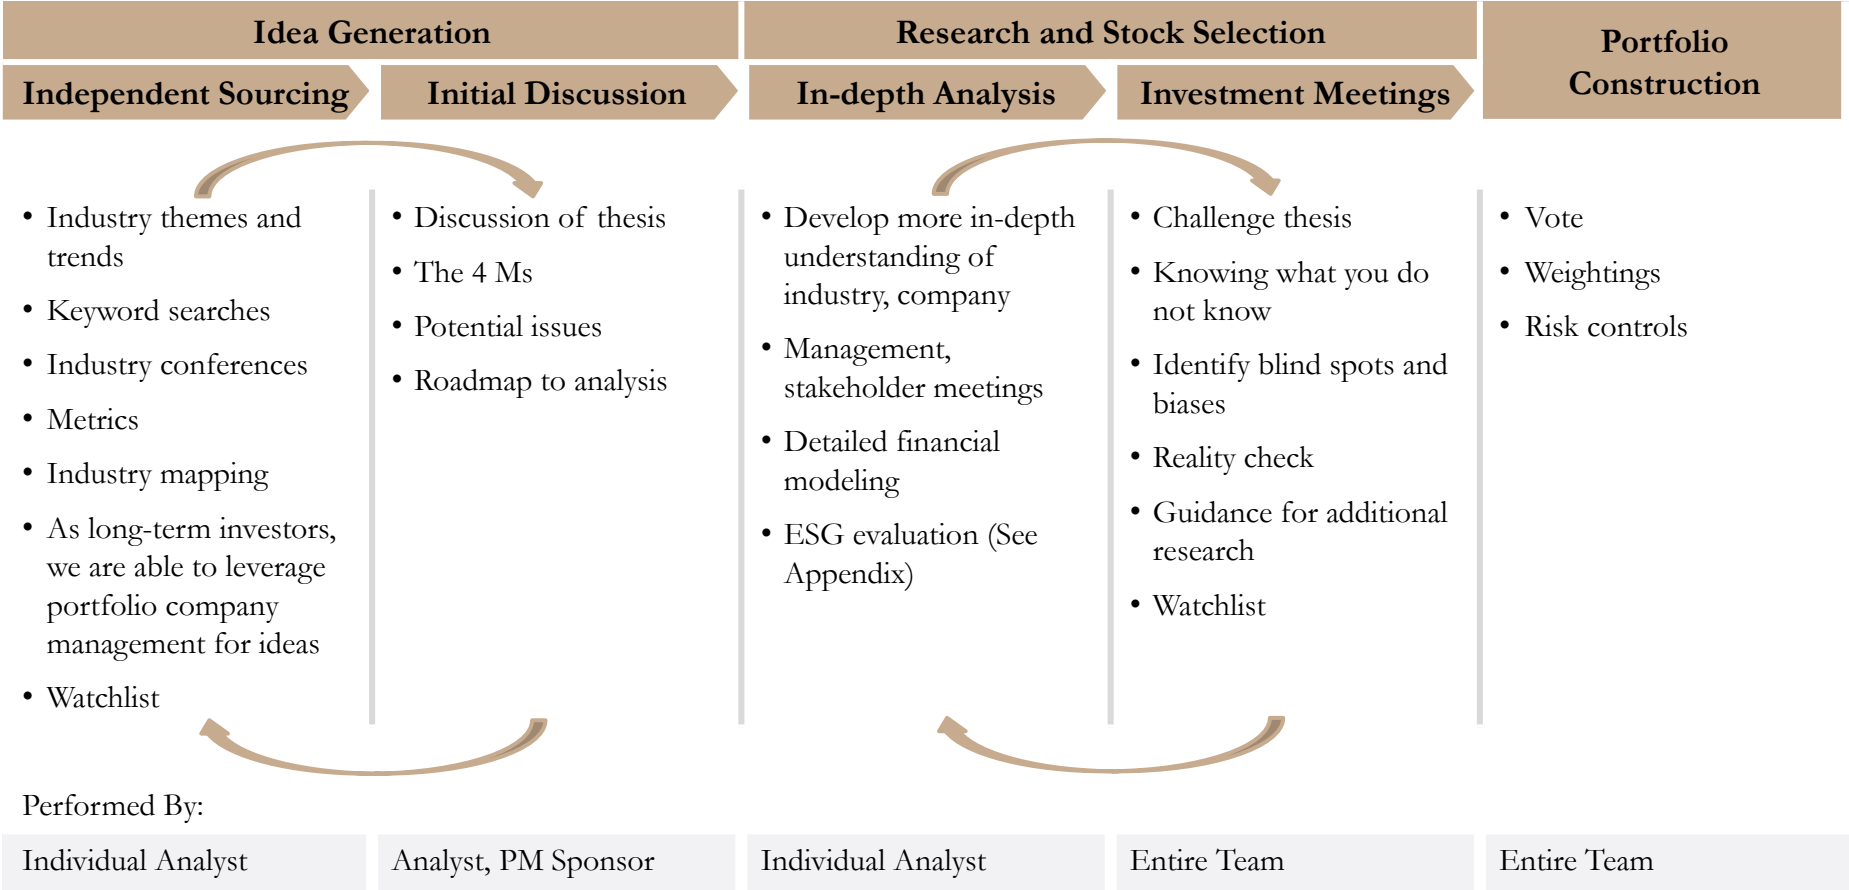 Idea Generation
Research and Stock Selection
Portfolio
Construction
Independent Sourcing
Initial Discussion
In-depth Analysis
Investment Meetings
• Industry themes and
trends
• Keyword searches
• Industry conferences
• Metrics
• Industry mapping
• As long-term investors,
we are able to leverage
portfolio company
management for ideas
• Watchlist
• Discussion of thesis
• The 4 Ms
• Potential issues
• Roadmap to analysis
• Develop more in-depth
understanding of
industry, company
• Management,
stakeholder meetings
• Detailed financial
modeling
• ESG evaluation (See
Appendix)
• Challenge thesis
• Knowing what you do
not know
• Identify blind spots and
biases
• Reality check
• Guidance for additional
research
• Watchlist
• Vote
• Weightings
• Risk controls
Performed By:
Individual Analyst
Analyst, PM Sponsor
Individual Analyst
Entire Team
Entire Team